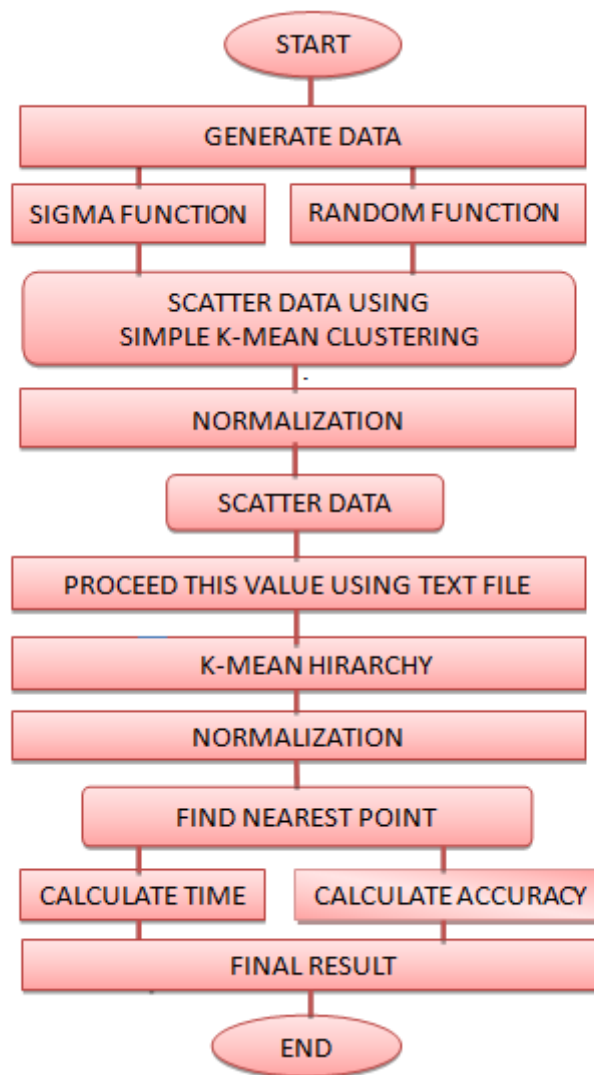 START
GENERATE DATA
SIGMA FUNCTION
RANDOM FUNCTION
SCATTER DATA USING
SIMPLE K-MEAN CLUSTERING
NORMALIZATION
SCATTER DATA
PROCEED THIS VALUE USING TEXT FILE
K-MEAN HIRARCHY
NORMALIZATION
FIND NEAREST POINT
CALCULATE TIME
CALCULATE ACCURACY
FINAL RESULT
END